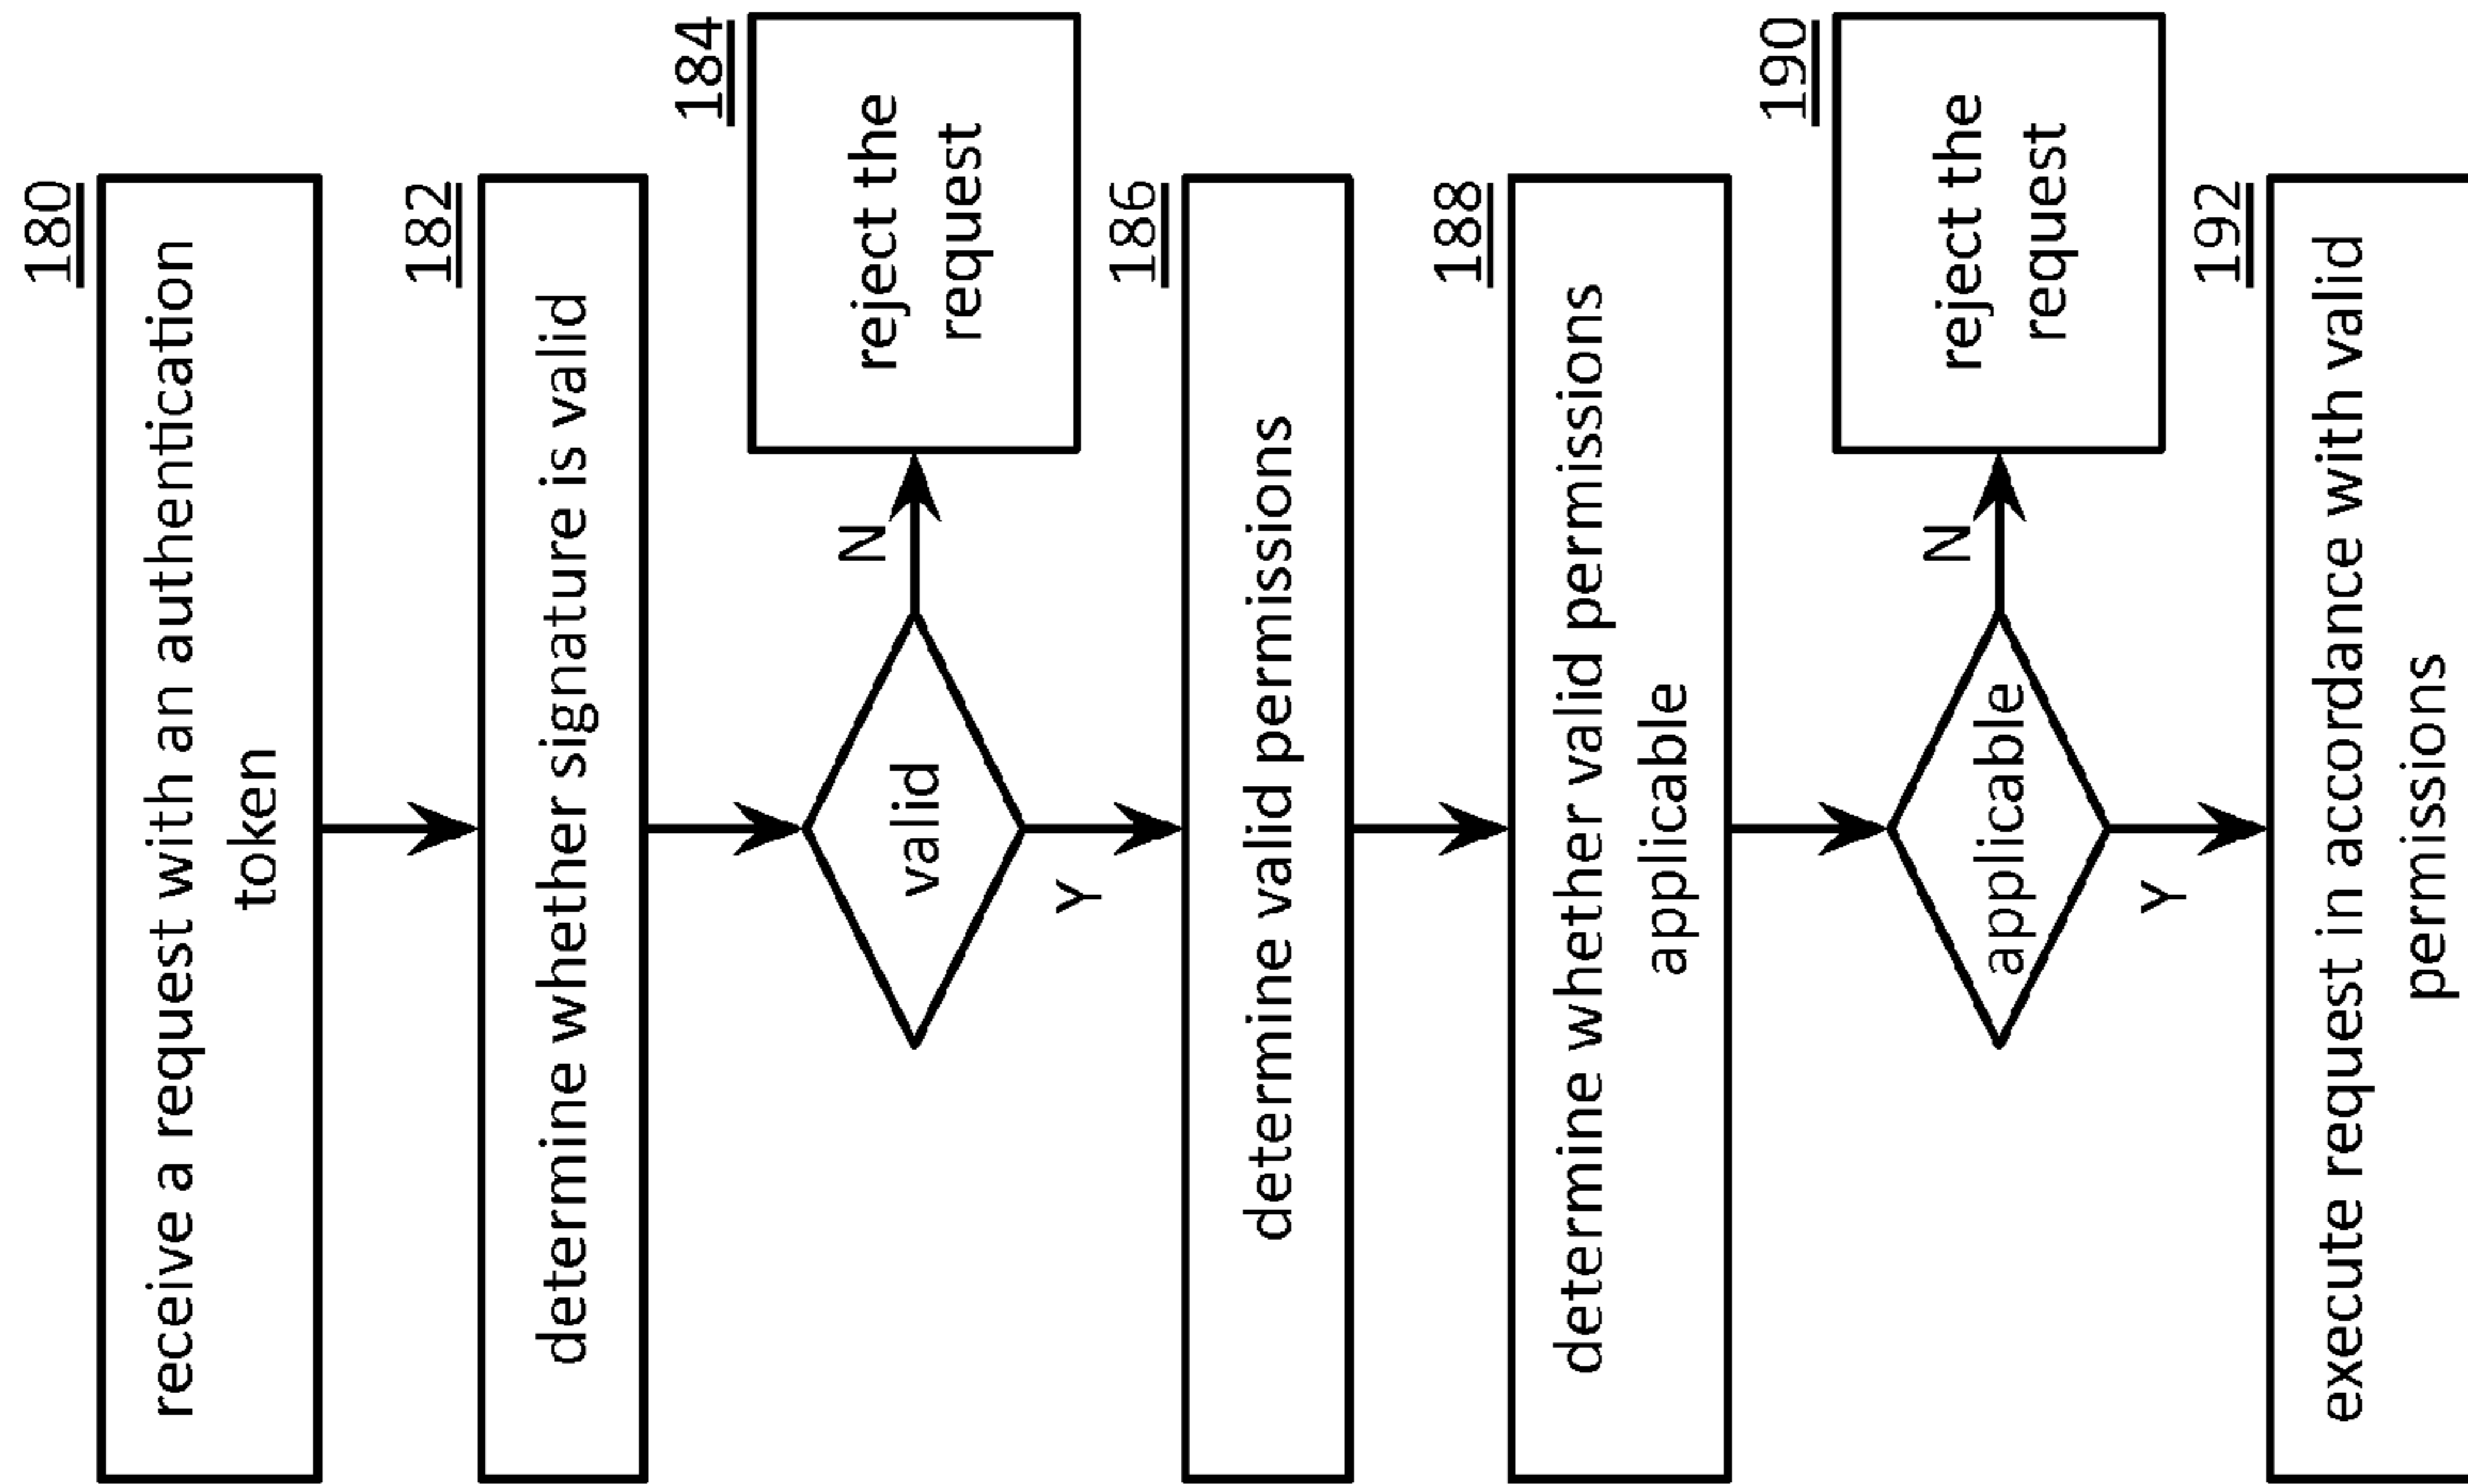 180
receive a request with an authentication
token
182
determine whether signature is valid
valid
N
184
reject the
request
Y
186
determine valid permissions
188
determine whether valid permissions
applicable
applicable
N
190
reject the
request
Y
192
execute request in accordance with valid
permissions